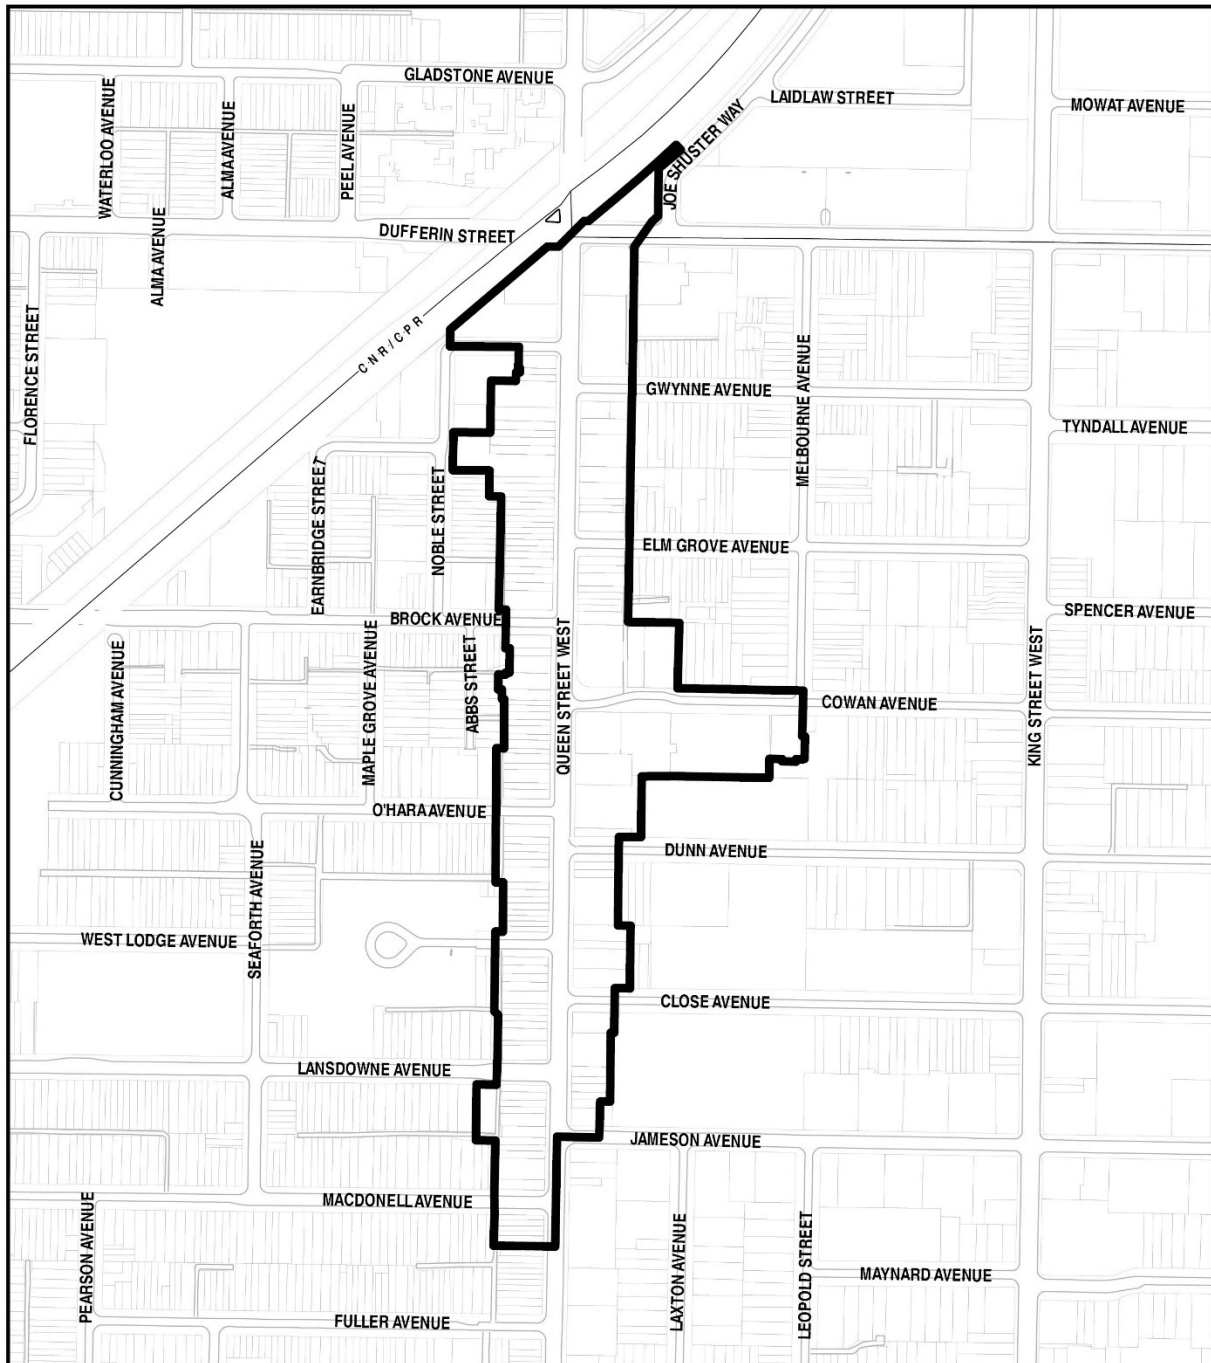 GLADSTONE AVENUE
LAIDLAW STREET
MOWAT AVENUE
WATERLOO AVENUE
ALMA AVENUE
PEEL AVENUE
JOE SHUSTER WAY
ALMA AVENUE
DUFFERIN STREET
FLORENCE STREET
CNR/CPR
GWYNNE AVENUE
MELBOURNE AVENUE
TYNDALL AVENUE
EARNBRIDGE STREET
NOBLE STREET
ELM GROVE AVENUE
BROCK AVENUE
SPENCER AVENUE
CUNNINGHAM AVENUE
MAPLE GROVE AVENUE
ABBS STREET
QUEEN STREET WEST
COWAN AVENUE
KING STREET WEST
O'HARA AVENUE
DUNN AVENUE
SEAFORTH AVENUE
WEST LODGE AVENUE
CLOSE AVENUE
LANSDOWNE AVENUE
JAMESON AVENUE
MACDONELL AVENUE
PEARSON AVENUE
LAXTON AVENUE
LEOPOLD STREET
MAYNARD AVENUE
FULLER AVENUE